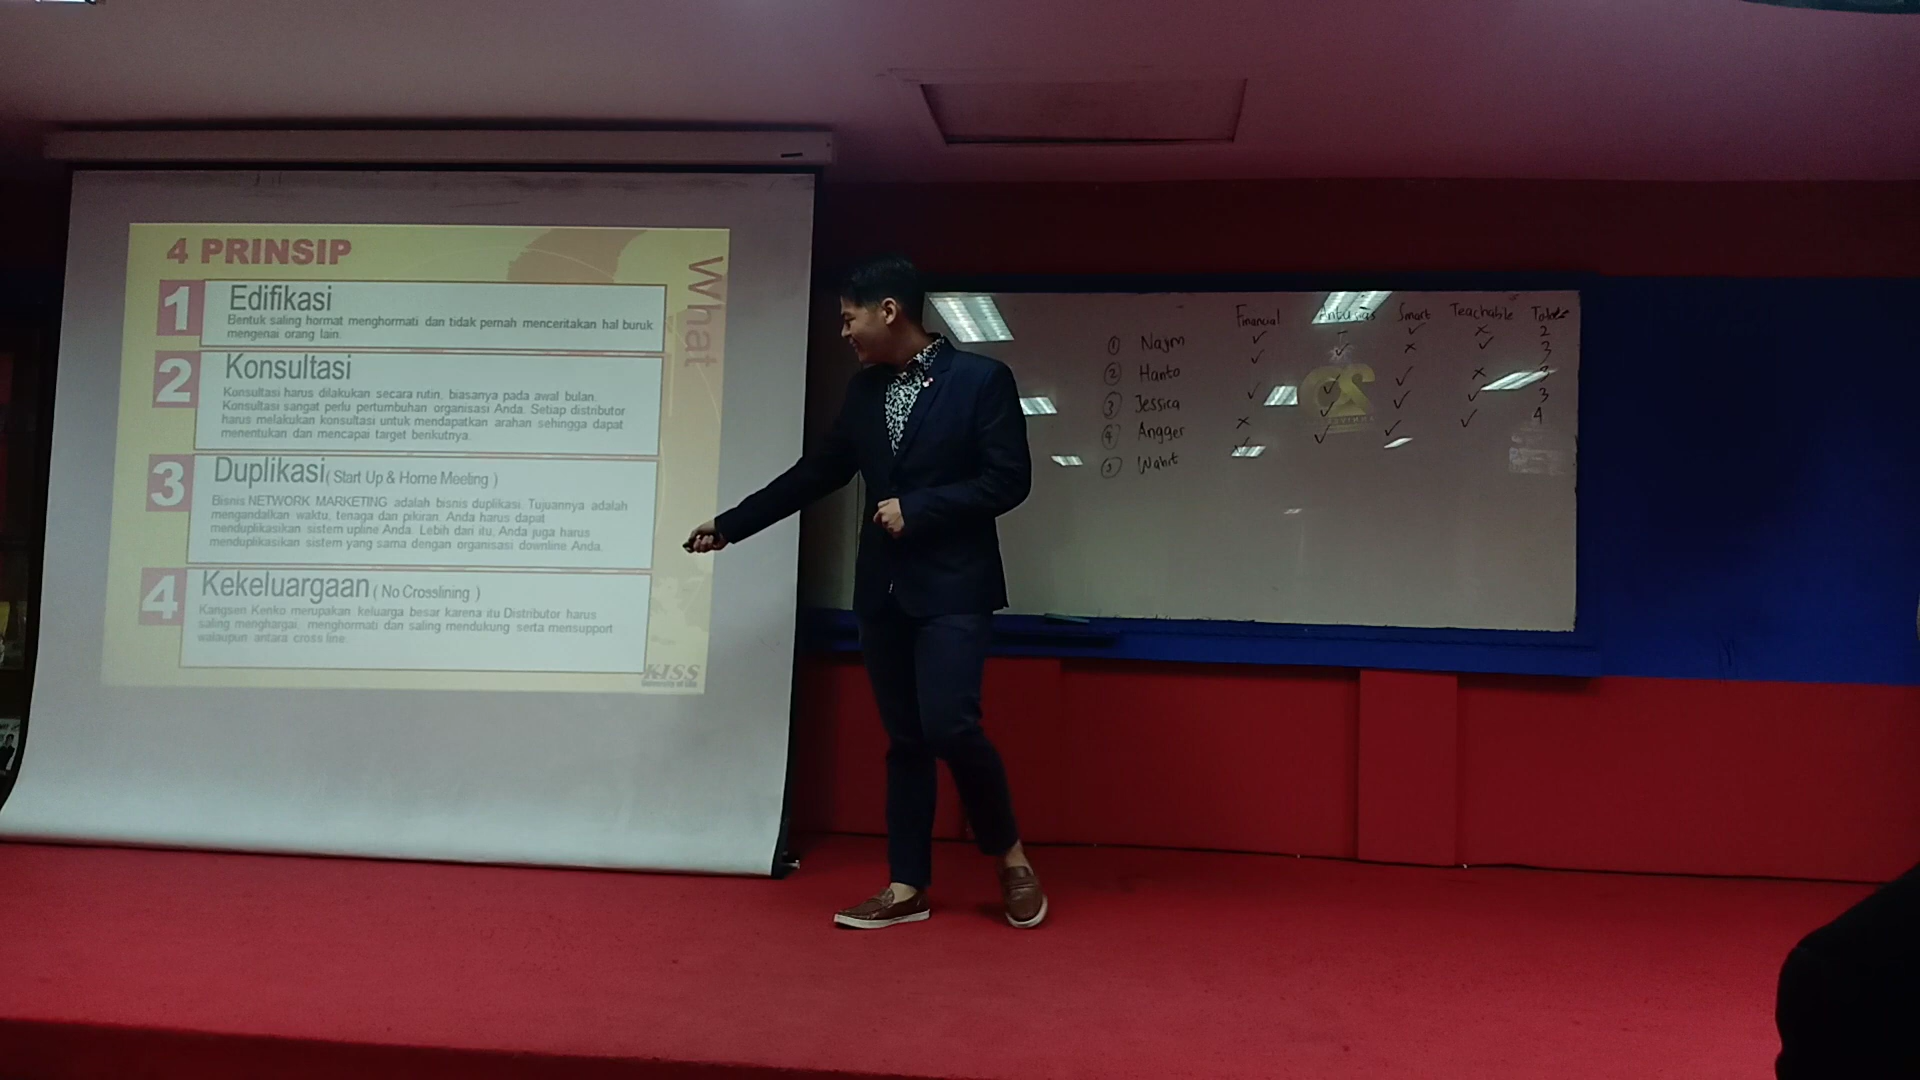 4 PRINSIP
What
1 Edifikasi
Bentuk saling hormat menghormati dan tidak pernah menceritakan hal buruk
mengenai orang lain.
2 Konsultasi
Konsultasi harus dilakukan secara rutin, biasanya pada awal bulan.
Konsultasi sangat perlu pertumbuhan organisasi Anda. Setiap distributor
harus melakukan konsultasi untuk mendapatkan arahan sehingga dapat
menentukan dan mencapai target berikutnya.
3 Duplikasi ( Start Up & Home Meeting )
Bisnis NETWORK MARKETING adalah bisnis duplikasi. Tujuannya adalah
mengandalkan waktu, tenaga dan pikiran. Anda harus dapat
menduplikasikan sistem upline Anda. Lebih dari itu, Anda juga harus
menduplikasikan sistem yang sama dengan organisasi downline Anda.
4 Kekeluargaan ( No Crosslining )
Kangsen Kenko merupakan keluarga besar karena itu Distributor harus
saling menghargai, menghormati dan saling mendukung serta mensupport
walaupun antara cross line.
KISS
Financial Antusias Smart Teachable
1 Najm ✓ - ✓ × 2
2 Hanto ✓ ✓ × ✓ 3
3 Jessica ✓ ✓ ✓ × 3
4 Angger × ✓ ✓ ✓ 3
5 ✓ ✓ ✓ ✓ 4